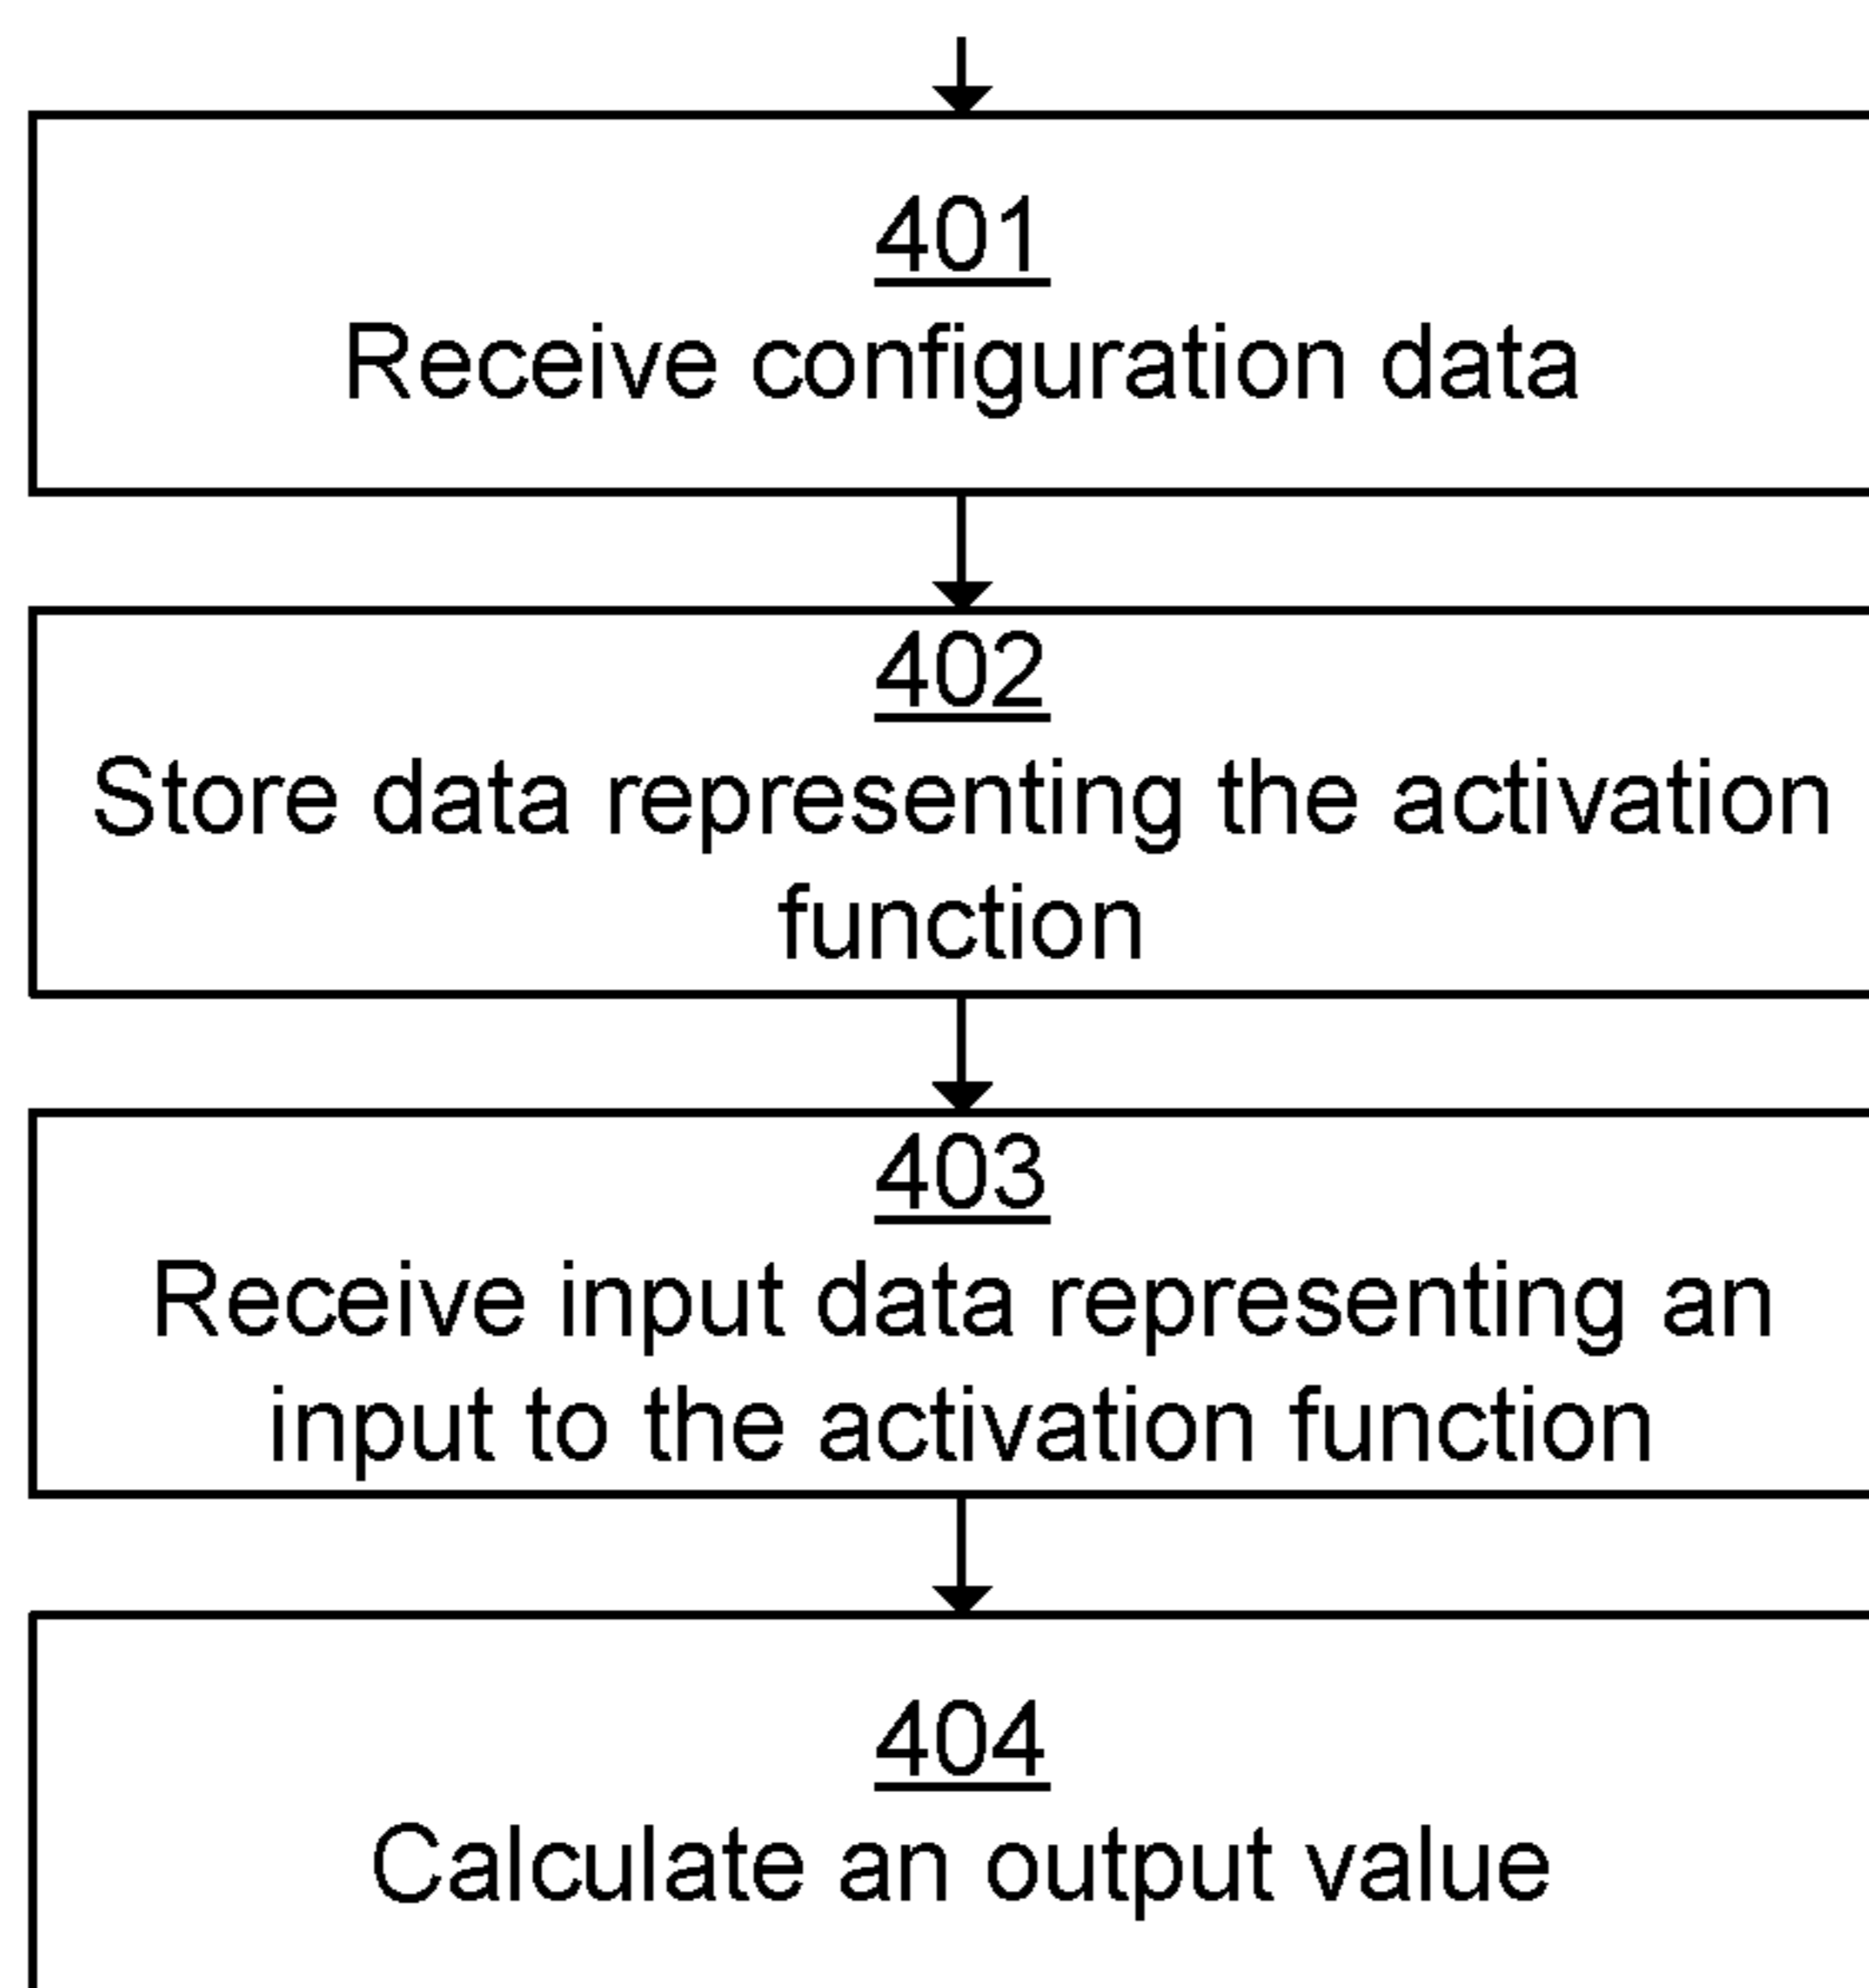 401
Receive configuration data
402
Store data representing the activation
function
403
Receive input data representing an
input to the activation function
404
Calculate an output value